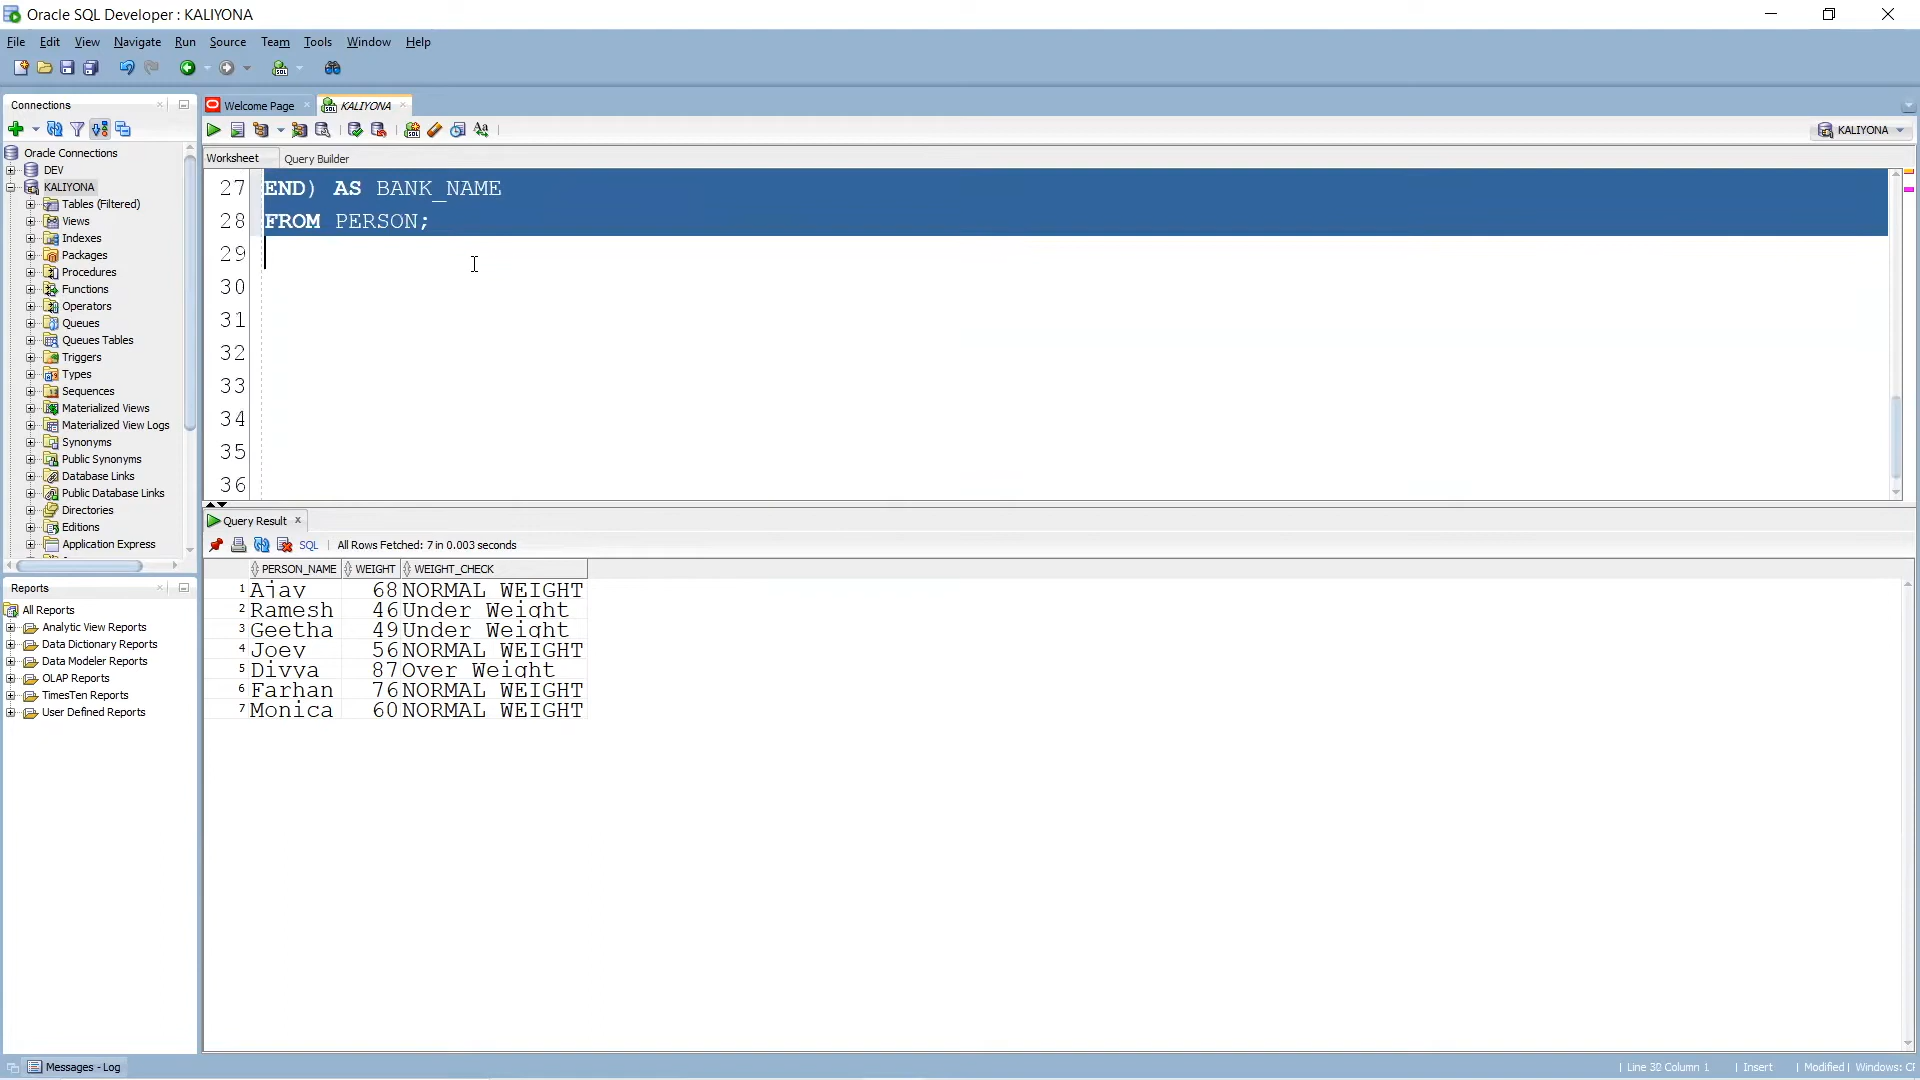 Oracle SQL Developer : KALIYONA
File Edit View Navigate Run Source Team Tools Window Help
Connections
Oracle Connections
DEV
KALIYONA
Tables (Filtered)
Views
Indexes
Packages
Procedures
Functions
Operators
Queues
Queues Tables
Triggers
Types
Sequences
Materialized Views
Materialized View Logs
Synonyms
Public Synonyms
Database Links
Public Database Links
Directories
Editions
Application Express
Reports
All Reports
Analytic View Reports
Data Dictionary Reports
Data Modeler Reports
OLAP Reports
TimesTen Reports
User Defined Reports
Welcome Page KALIYONA
KALIYONA
Worksheet Query Builder
27 END) AS BANK_NAME
28 FROM PERSON;
29
30
31
32
33
34
35
36
Query Result
SQL All Rows Fetched: 7 in 0.003 seconds
PERSON_NAME WEIGHT WEIGHT_CHECK
1 Ajay 68 NORMAL WEIGHT
2 Ramesh 46 Under Weight
3 Geetha 49 Under Weight
4 Joey 56 NORMAL WEIGHT
5 Divya 87 Over Weight
6 Farhan 76 NORMAL WEIGHT
7 Monica 60 NORMAL WEIGHT
Messages - Log
Line 30 Column 1 Insert Modified Windows: